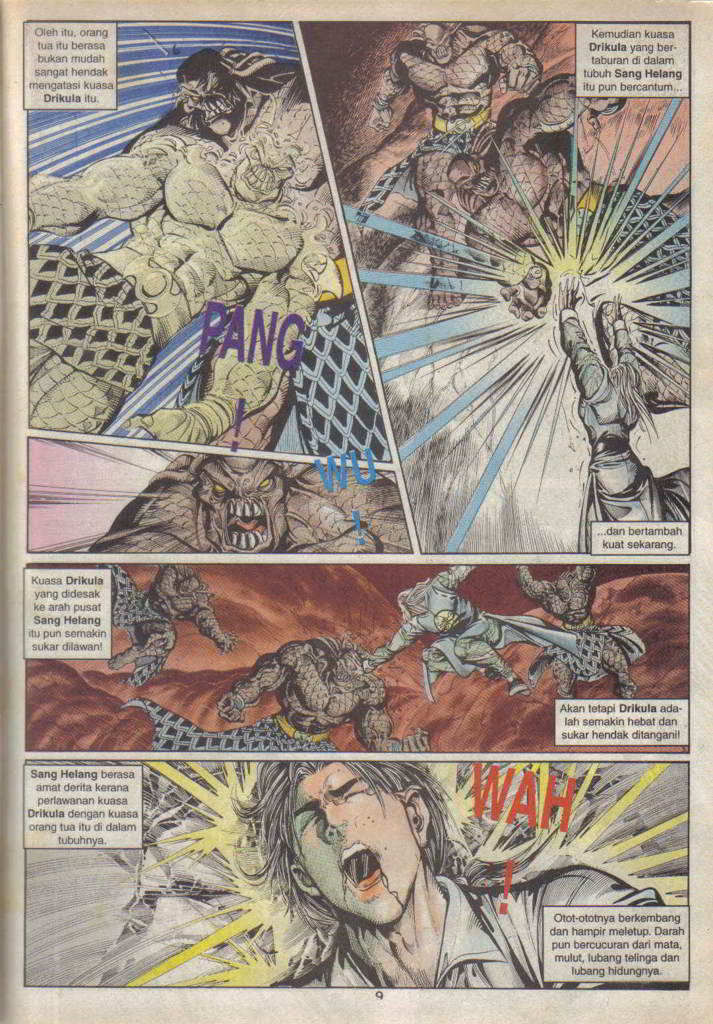 Oleh itu, orang
tua itu berasa
bukan mudah
sangat hendak
mengatasi kuasa
Drikula itu.
PANG
!
Kemudian kuasa
Drikula yang ber-
taburan di dalam
tubuh Sang Helang
itu pun bercantum...
...dan bertambah
kuat sekarang.
WU
!
Kuasa Drikula
yang didesak
ke arah pusat
Sang Helang
itu pun semakin
sukar dilawan!
Akan tetapi Drikula ada-
lah semakin hebat dan
sukar hendak ditangani!
Sang Helang berasa
amat derita kerana
perlawanan kuasa
Drikula dengan kuasa
orang tua itu di dalam
tubuhnya.
WAH
!
Otot-ototnya berkembang
dan hampir meletup. Darah
pun bercucuran dari mata,
mulut, lubang telinga dan
lubang hidungnya.
9